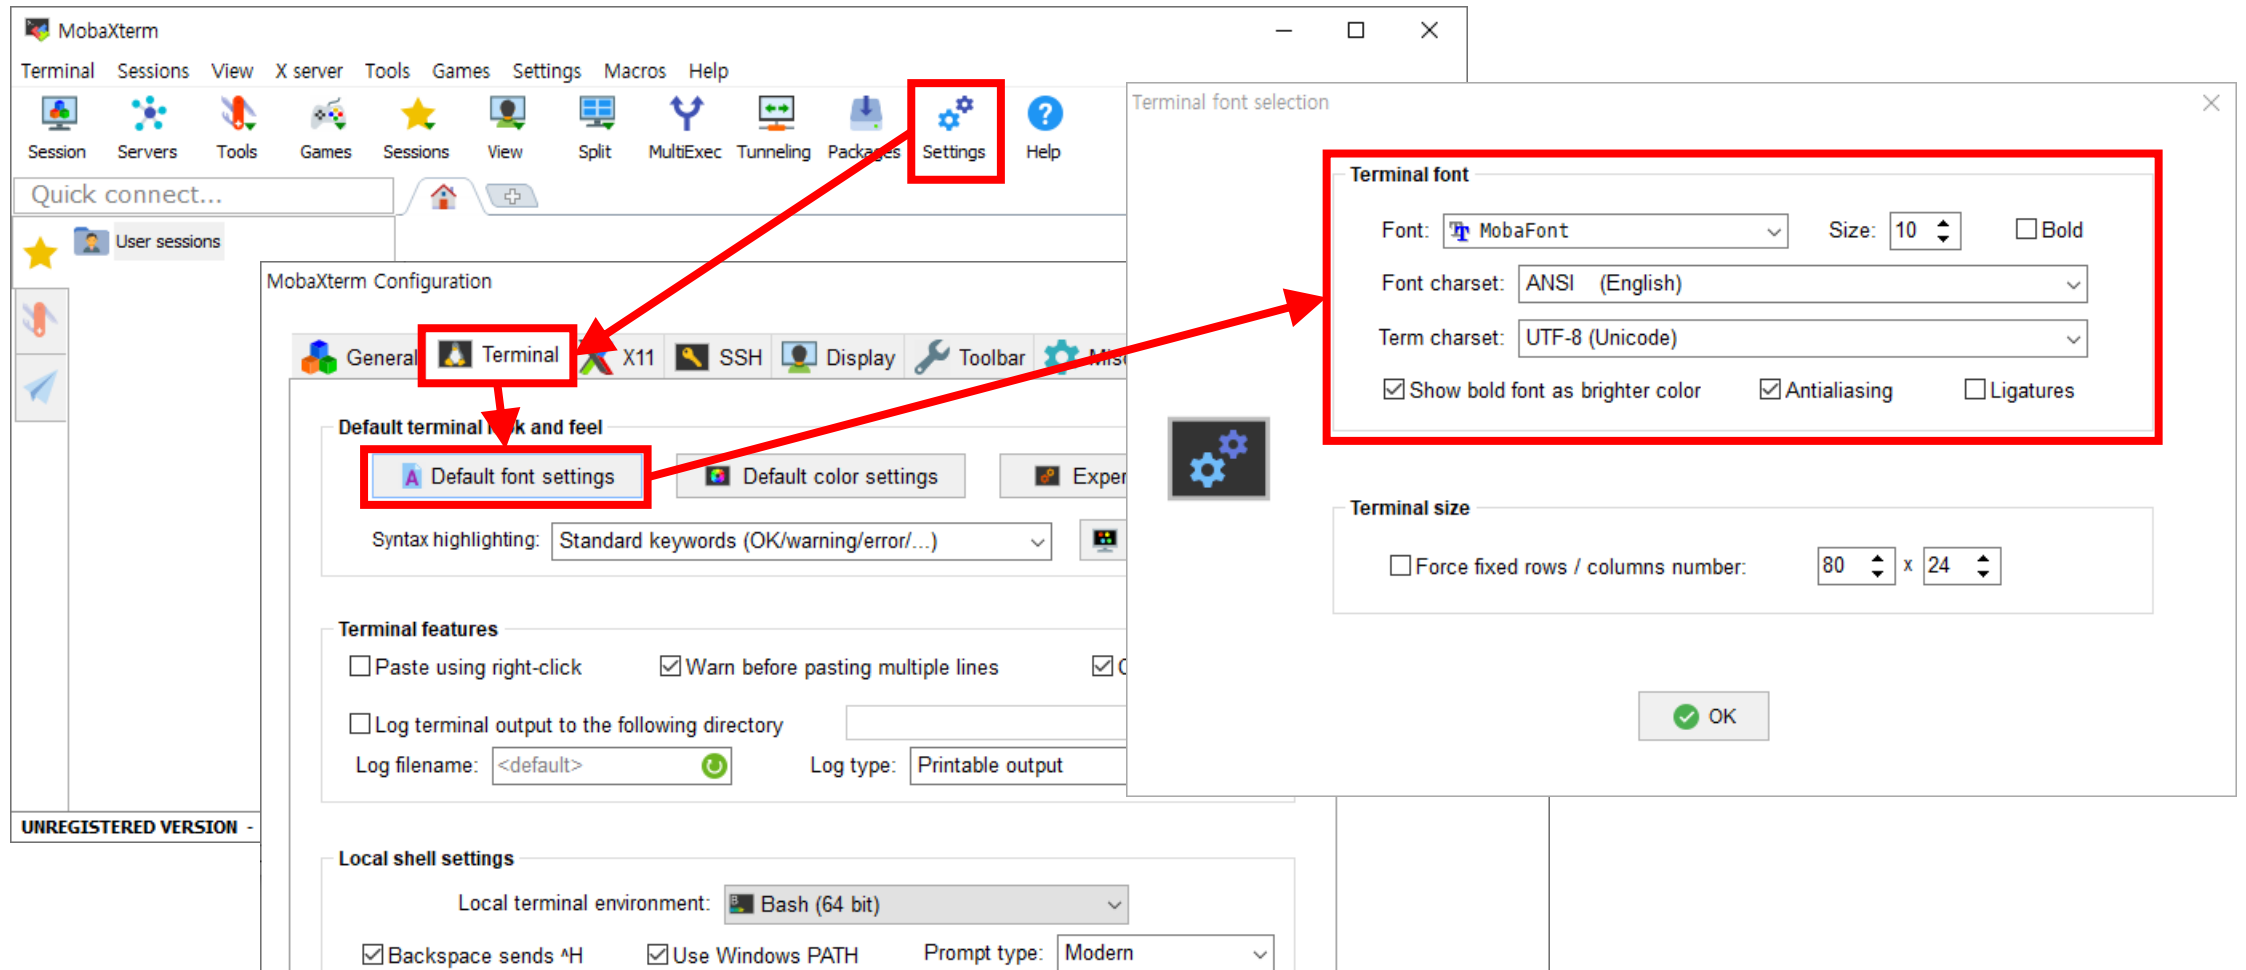 MobaXterm
Terminal Sessions View X server Tools Games Settings Macros Help
Session Servers Tools Games Sessions View Split MultiExec Tunneling Packages Settings Help
Quick connect...
User sessions
UNREGISTERED VERSION -
MobaXterm Configuration
General Terminal X11 SSH Display Toolbar
Default terminal and feel
Default font settings Default color settings
Syntax highlighting: Standard keywords (OK/warning/error/...)
Terminal features
Paste using right-click Warn before pasting multiple lines
Log terminal output to the following directory
Log filename: <default> Log type: Printable output
Local shell settings
Local terminal environment: Bash (64 bit)
Backspace sends ^H Use Windows PATH Prompt type: Modern
Terminal font selection
Terminal font
Font: MobaFont Size: 10 Bold
Font charset: ANSI (English)
Term charset: UTF-8 (Unicode)
Show bold font as brighter color Antialiasing Ligatures
Terminal size
Force fixed rows / columns number: 80 x 24
OK